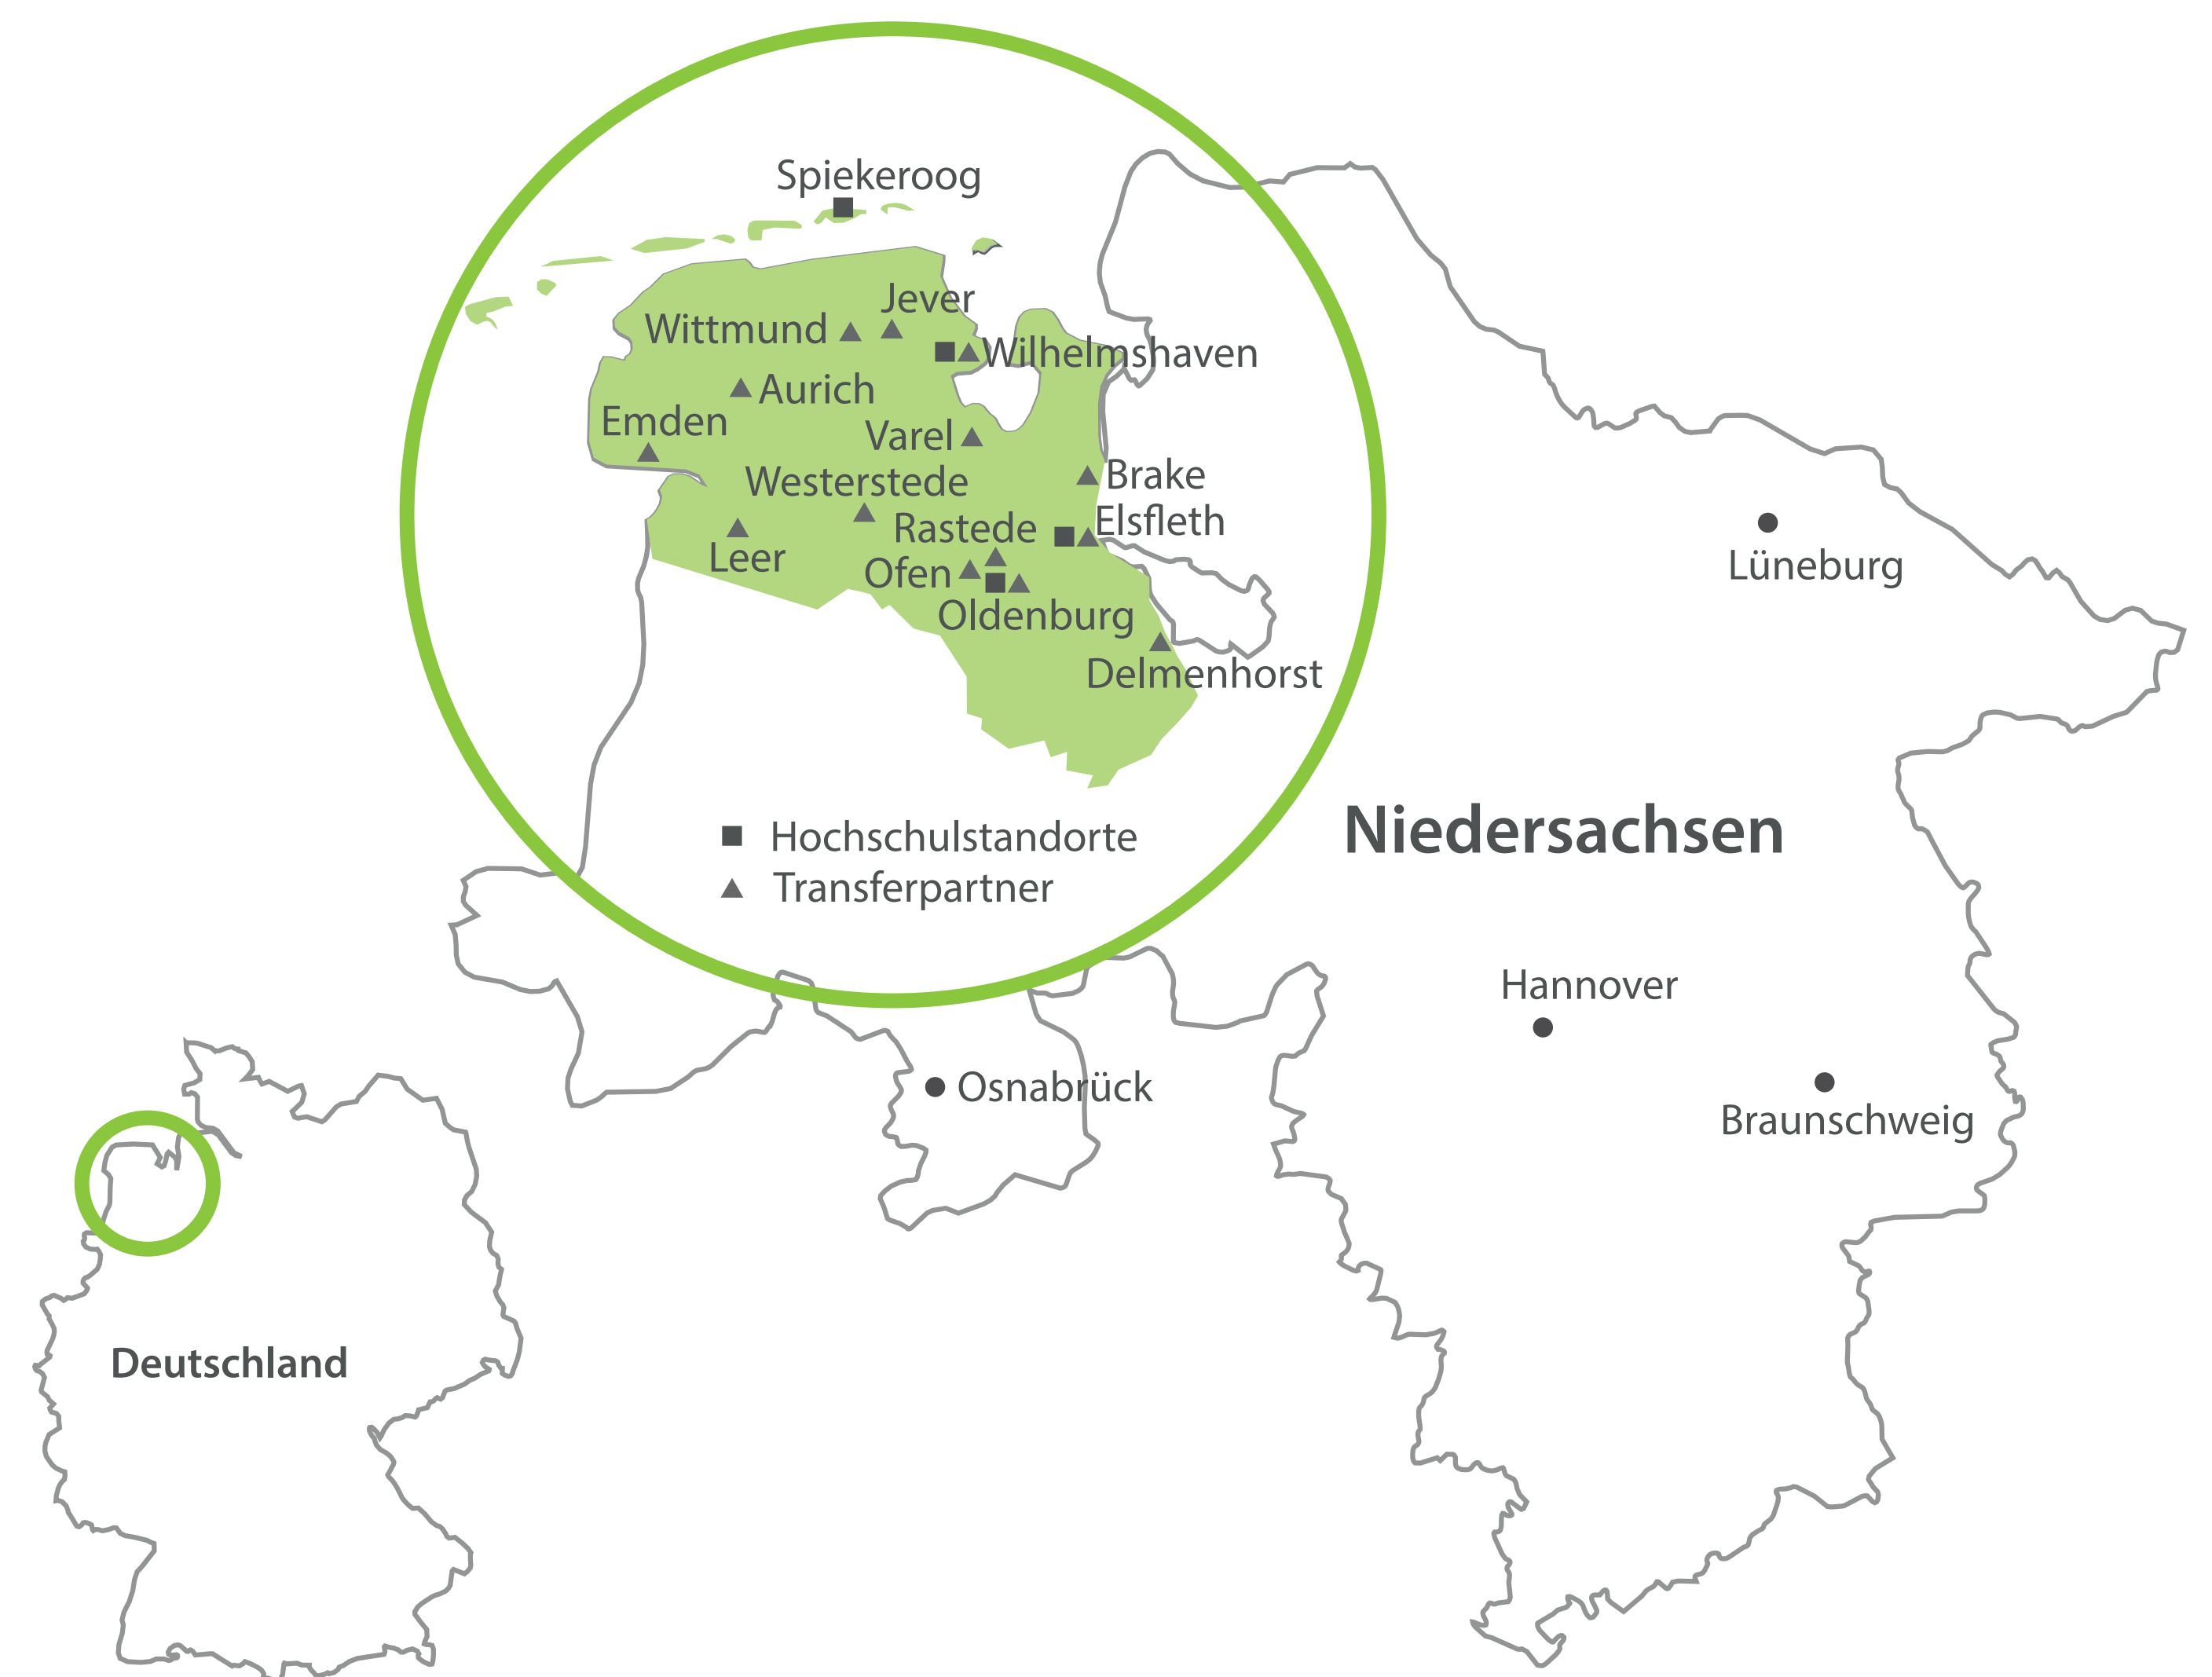 Spiekeroog
Jever
Wittmund
Wilhelmshaven
Aurich
Emden
Varel
Westerstede
Brake
Rastede
Elsfleth
Leer
Ofen
Oldenburg
Delmenhorst
Lüneburg
Niedersachsen
Hochschulstandorte
Transferpartner
Hannover
Osnabrück
Braunschweig
Deutschland